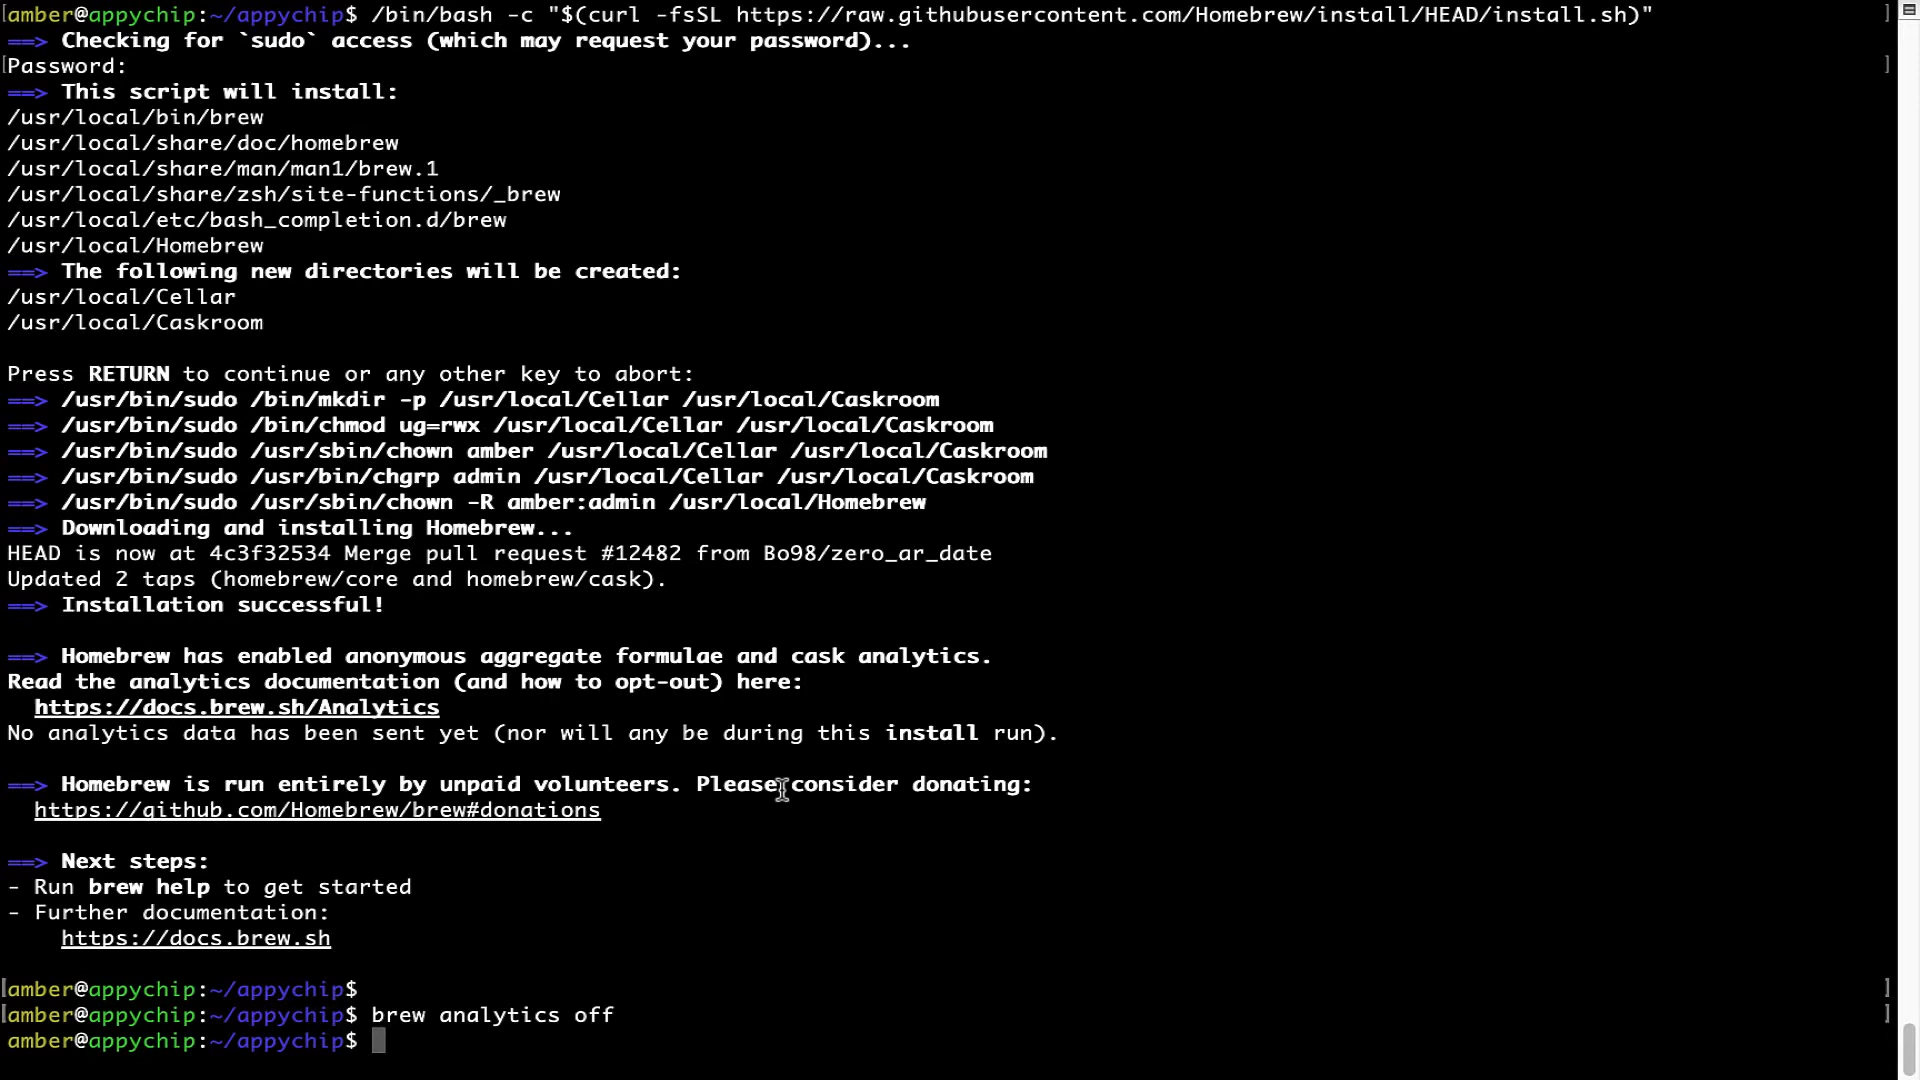 amber@appychip:~/appychip$ /bin/bash -c "$(curl -fsSL https://raw.githubusercontent.com/Homebrew/install/HEAD/install.sh)"
==> Checking for `sudo` access (which may request your password)...
Password:
==> This script will install:
/usr/local/bin/brew
/usr/local/share/doc/homebrew
/usr/local/share/man/man1/brew.1
/usr/local/share/zsh/site-functions/_brew
/usr/local/etc/bash_completion.d/brew
/usr/local/Homebrew
==> The following new directories will be created:
/usr/local/Cellar
/usr/local/Caskroom
Press RETURN to continue or any other key to abort:
==> /usr/bin/sudo /bin/mkdir -p /usr/local/Cellar /usr/local/Caskroom
==> /usr/bin/sudo /bin/chmod ug=rwx /usr/local/Cellar /usr/local/Caskroom
==> /usr/bin/sudo /usr/sbin/chown amber /usr/local/Cellar /usr/local/Caskroom
==> /usr/bin/sudo /usr/bin/chgrp admin /usr/local/Cellar /usr/local/Caskroom
==> /usr/bin/sudo /usr/sbin/chown -R amber:admin /usr/local/Homebrew
==> Downloading and installing Homebrew...
HEAD is now at 4c3f32534 Merge pull request #12482 from Bo98/zero_ar_date
Updated 2 taps (homebrew/core and homebrew/cask).
==> Installation successful!
==> Homebrew has enabled anonymous aggregate formulae and cask analytics.
Read the analytics documentation (and how to opt-out) here:
https://docs.brew.sh/Analytics
No analytics data has been sent yet (nor will any be during this install run).
==> Homebrew is run entirely by unpaid volunteers. Please consider donating:
https://github.com/Homebrew/brew#donations
==> Next steps:
- Run brew help to get started
- Further documentation:
https://docs.brew.sh
amber@appychip:~/appychip$
amber@appychip:~/appychip$ brew analytics off
amber@appychip:~/appychip$